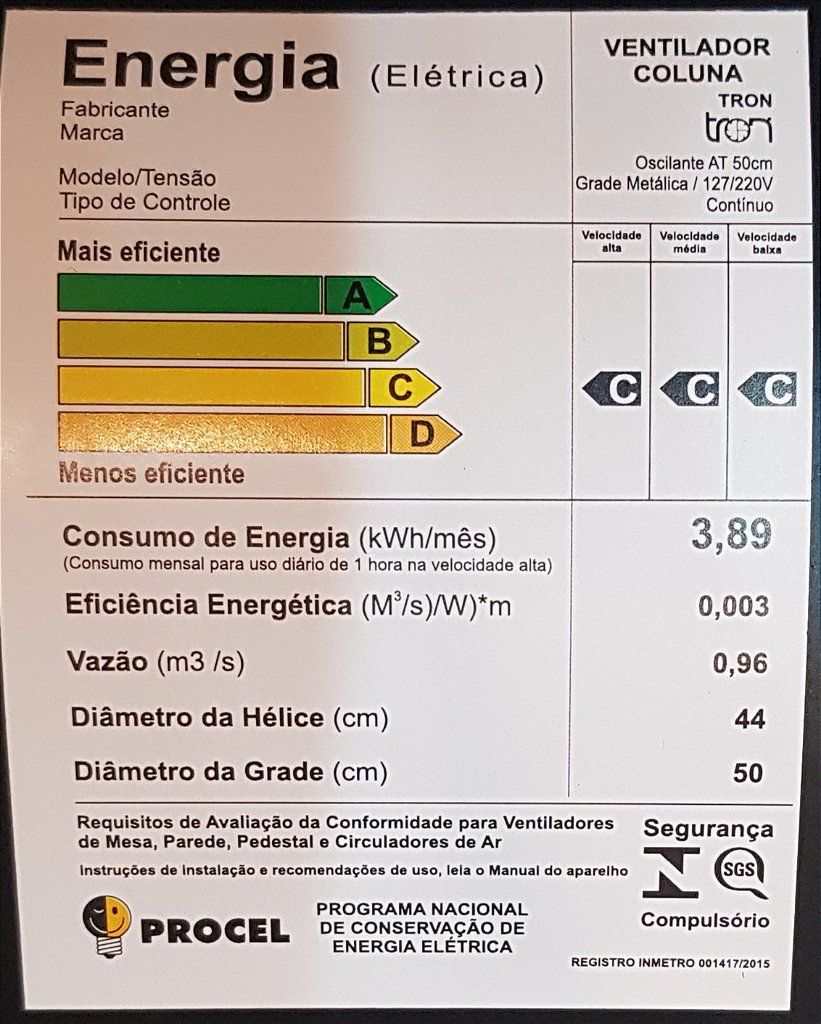 Energia (Elétrica)
Fabricante
Marca
Modelo/Tensão
Tipo de Controle
VENTILADOR
COLUNA
TRON
tron
Oscilante AT 50cm
Grade Metálica / 127/220V
Contínuo
Velocidade alta
Velocidade média
Velocidade baixa
Mais eficiente
A
B
C
D
C C C
Menos eficiente
Consumo de Energia (kWh/mês) 3,89
(Consumo mensal para uso diário de 1 hora na velocidade alta)
Eficiência Energética (M³/s)/W)*m 0,003
Vazão (m3 /s) 0,96
Diâmetro da Hélice (cm) 44
Diâmetro da Grade (cm) 50
Requisitos de Avaliação da Conformidade para Ventiladores
de Mesa, Parede, Pedestal e Circuladores de Ar
Instruções de Instalação e recomendações de uso, leia o Manual do aparelho
PROCEL
PROGRAMA NACIONAL
DE CONSERVAÇÃO DE
ENERGIA ELÉTRICA
Segurança
SGS
Compulsório
REGISTRO INMETRO 001417/2015